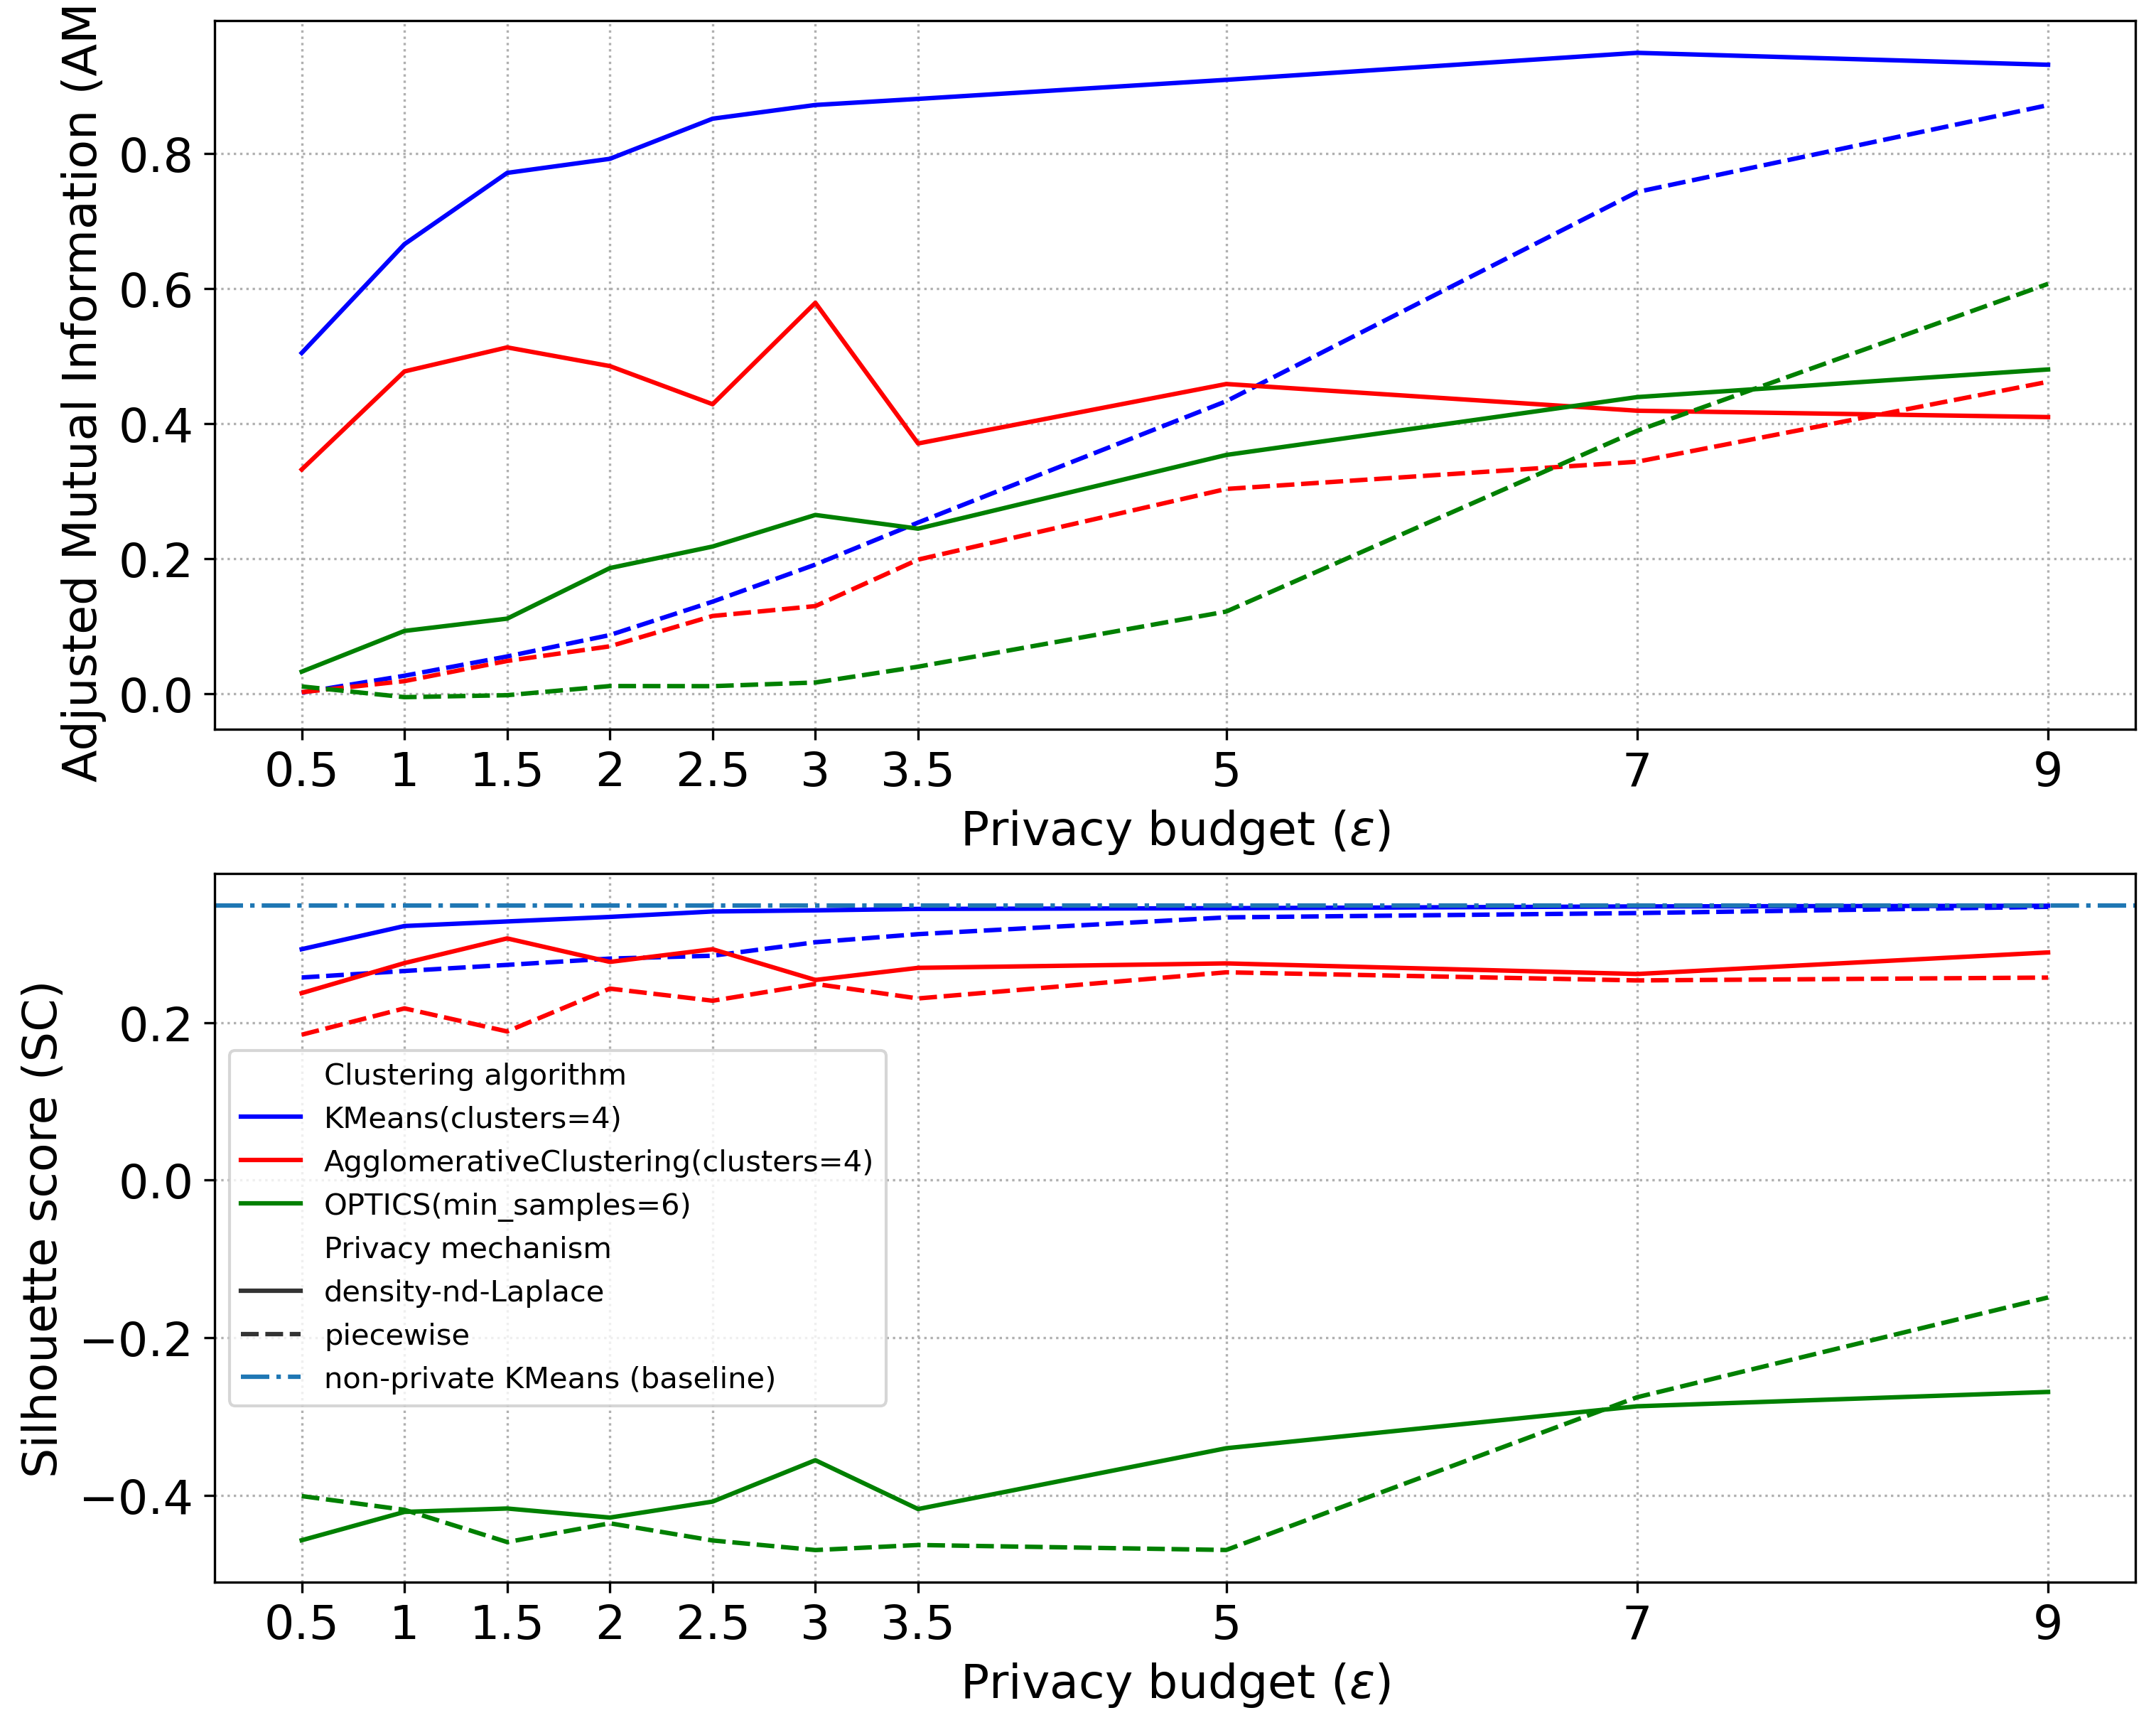 Adjusted Mutual Information (AM
0.8
0.6
0.4
0.2
0.0
0.5 1 1.5 2 2.5 3 3.5 5 7 9
Privacy budget (ε)
Silhouette score (SC)
0.2
0.0
−0.2
−0.4
Clustering algorithm
KMeans(clusters=4)
AgglomerativeClustering(clusters=4)
OPTICS(min_samples=6)
Privacy mechanism
density-nd-Laplace
piecewise
non-private KMeans (baseline)
0.5 1 1.5 2 2.5 3 3.5 5 7 9
Privacy budget (ε)